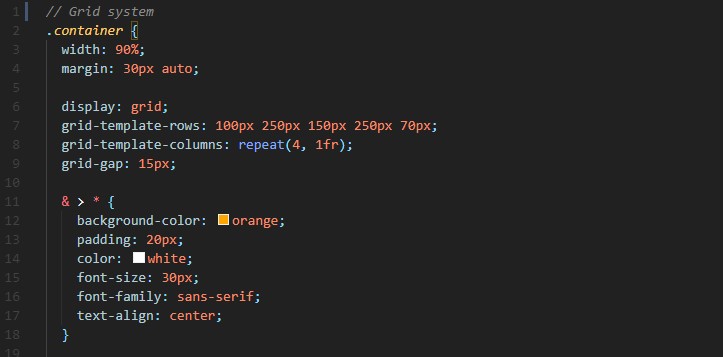 1 // Grid system
2 .container {
3 width: 90%;
4 margin: 30px auto;
5
6 display: grid;
7 grid-template-rows: 100px 250px 150px 250px 70px;
8 grid-template-columns: repeat(4, 1fr);
9 grid-gap: 15px;
10
11 & > * {
12 background-color: orange;
13 padding: 20px;
14 color: white;
15 font-size: 30px;
16 font-family: sans-serif;
17 text-align: center;
18 }
19